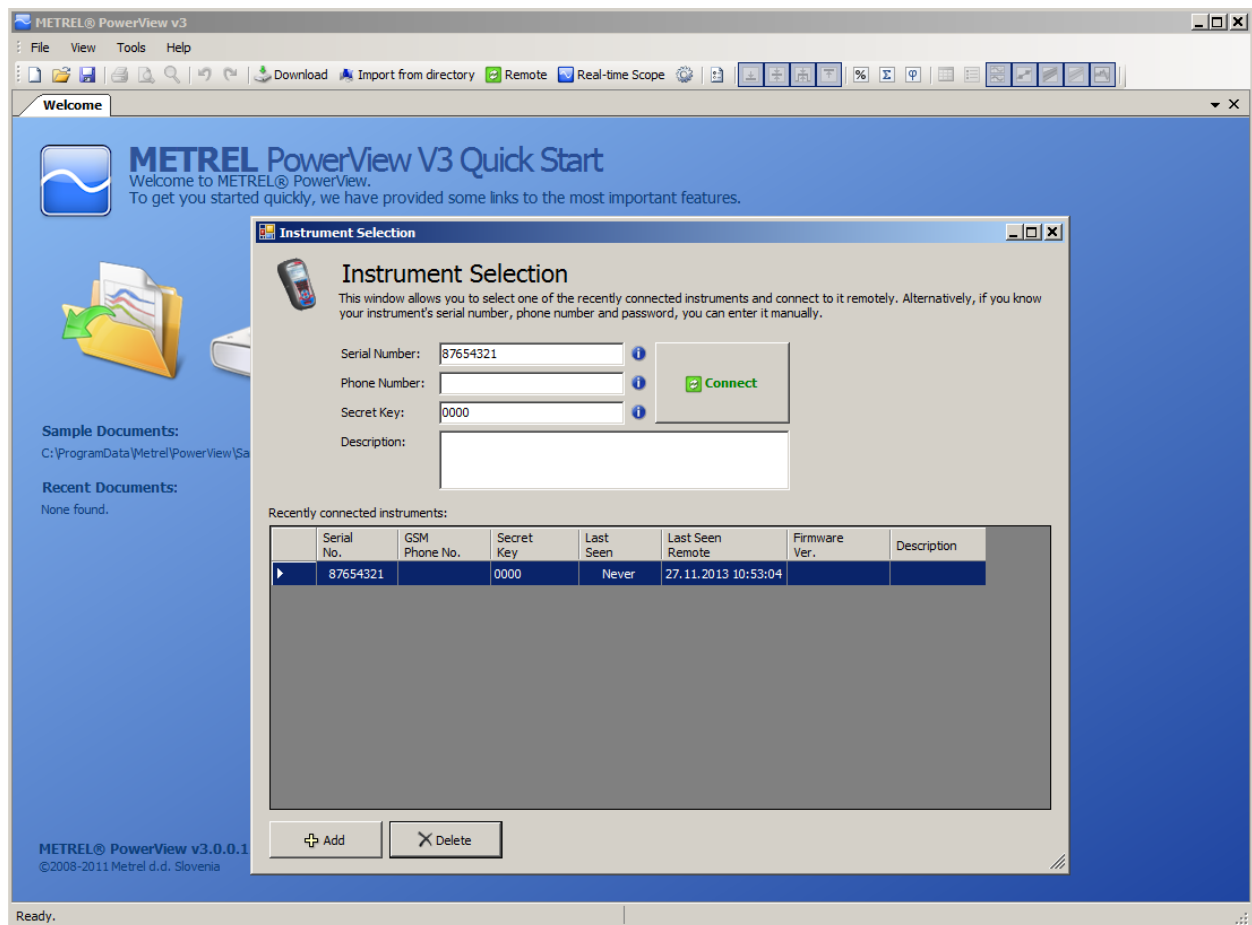 METREL® PowerView v3
File View Tools Help
Download Import from directory Remote Real-time Scope % Σ φ
Welcome
METREL PowerView V3 Quick Start
Welcome to METREL® PowerView.
To get you started quickly, we have provided some links to the most important features.
Instrument Selection
Instrument Selection
This window allows you to select one of the recently connected instruments and connect to it remotely. Alternatively, if you know
your instrument's serial number, phone number and password, you can enter it manually.
Serial Number: 87654321
Phone Number:
Connect
Secret Key: 0000
Description:
Sample Documents:
C:\ProgramData\Metrel\PowerView\Sa
Recent Documents:
None found.
Recently connected instruments:
Serial No. GSM Phone No. Secret Key Last Seen Last Seen Remote Firmware Ver. Description
87654321 0000 Never 27.11.2013 10:53:04
Add Delete
METREL® PowerView v3.0.0.1
©2008-2011 Metrel d.d. Slovenia
Ready.